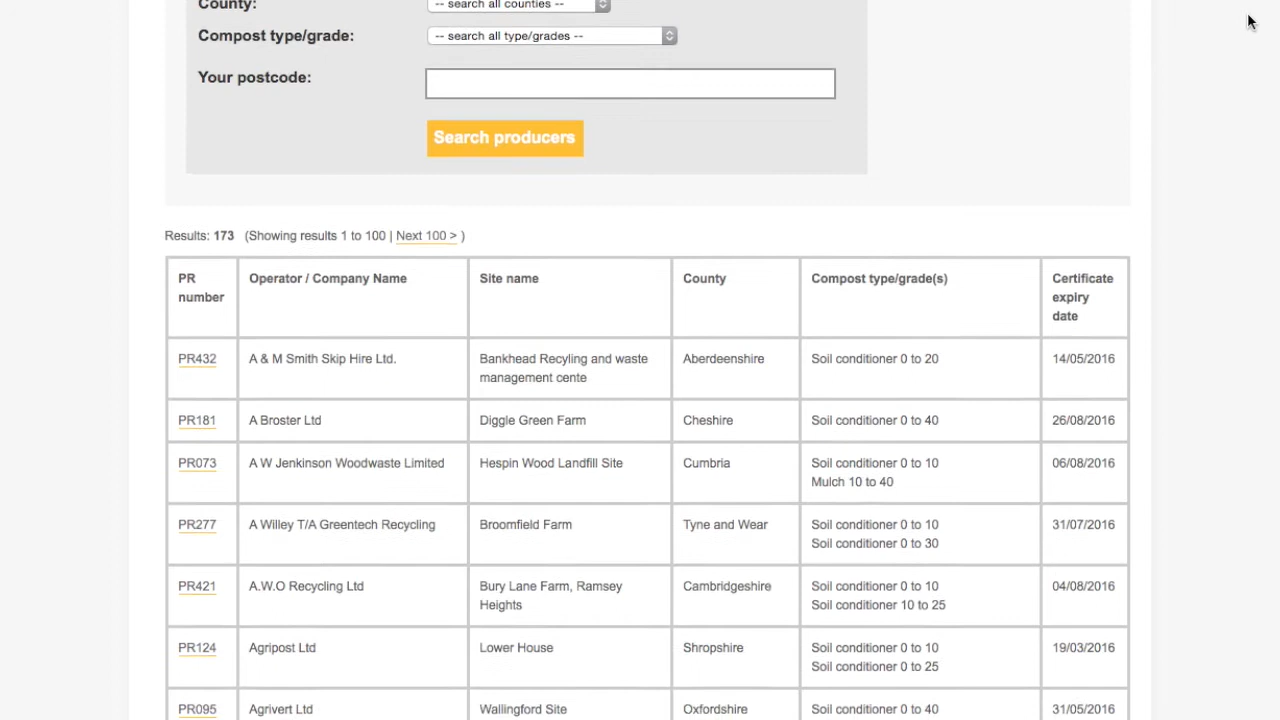 County: -- search all counties --
Compost type/grade: -- search all type/grades --
Your postcode:
Search producers
Results: 173 (Showing results 1 to 100 | Next 100 > )
PR number Operator / Company Name Site name County Compost type/grade(s) Certificate expiry date
PR432 A & M Smith Skip Hire Ltd. Bankhead Recyling and waste management cente Aberdeenshire Soil conditioner 0 to 20 14/05/2016
PR181 A Broster Ltd Diggle Green Farm Cheshire Soil conditioner 0 to 40 26/08/2016
PR073 A W Jenkinson Woodwaste Limited Hespin Wood Landfill Site Cumbria Soil conditioner 0 to 10 06/08/2016
Mulch 10 to 40
PR277 A Willey T/A Greentech Recycling Broomfield Farm Tyne and Wear Soil conditioner 0 to 10 31/07/2016
Soil conditioner 0 to 30
PR421 A.W.O Recycling Ltd Bury Lane Farm, Ramsey Heights Cambridgeshire Soil conditioner 0 to 10 04/08/2016
Soil conditioner 10 to 25
PR124 Agripost Ltd Lower House Shropshire Soil conditioner 0 to 10 19/03/2016
Soil conditioner 0 to 25
PR095 Agrivert Ltd Wallingford Site Oxfordshire Soil conditioner 0 to 40 31/05/2016